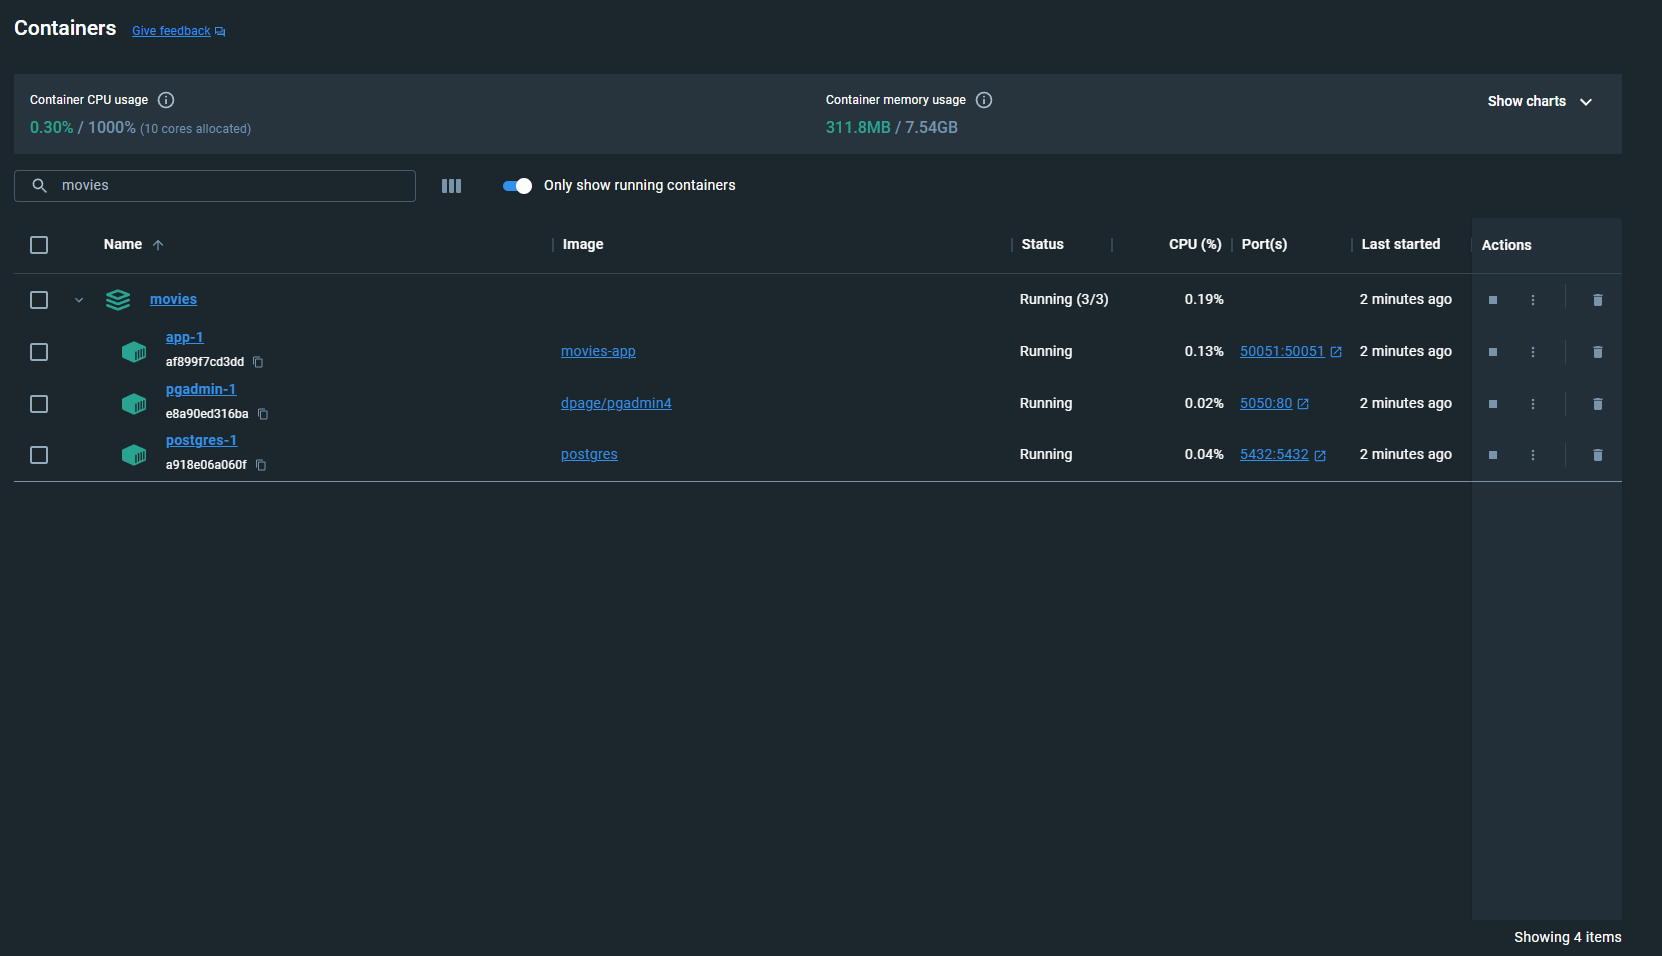 Containers Give feedback
Container CPU usage
0.30% / 1000% (10 cores allocated)
Container memory usage
311.8MB / 7.54GB
Show charts
movies
Only show running containers
Name Image Status CPU (%) Port(s) Last started Actions
movies Running (3/3) 0.19% 2 minutes ago
app-1
af899f7cd3dd
movies-app Running 0.13% 50051:50051 2 minutes ago
pgadmin-1
e8a90ed316ba
dpage/pgadmin4 Running 0.02% 5050:80 2 minutes ago
postgres-1
a918e06a060f
postgres Running 0.04% 5432:5432 2 minutes ago
Showing 4 items